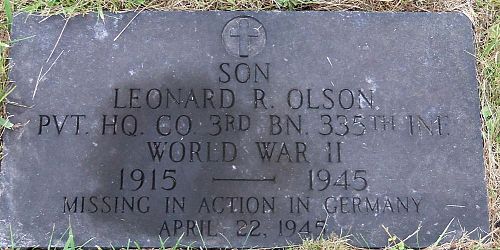 SON
LEONARD R. OLSON
PVT. HQ. CO. 3RD BN. 335TH INF.
WORLD WAR II
1915 — 1945
MISSING IN ACTION IN GERMANY
APRIL 22, 1945